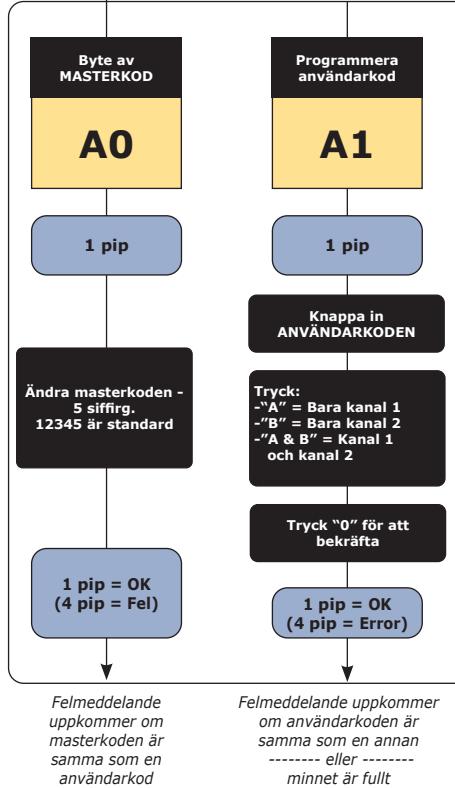 Byte av
MASTERKOD
A0
1 pip
Ändra masterkoden -
5 siffirg.
12345 är standard
1 pip = OK
(4 pip = Fel)
Felmeddelande
uppkommer om
masterkoden är
samma som en
användarkod
Programmera
användarkod
A1
1 pip
Knappa in
ANVÄNDARKODEN
Tryck:
-“A” = Bara kanal 1
-”B” = Bara kanal 2
-”A & B” = Kanal 1
och kanal 2
Tryck “0” för att
bekräfta
1 pip = OK
(4 pip = Error)
Felmeddelande uppkommer
om användarkoden är
samma som en annan
-------- eller --------
minnet är fullt